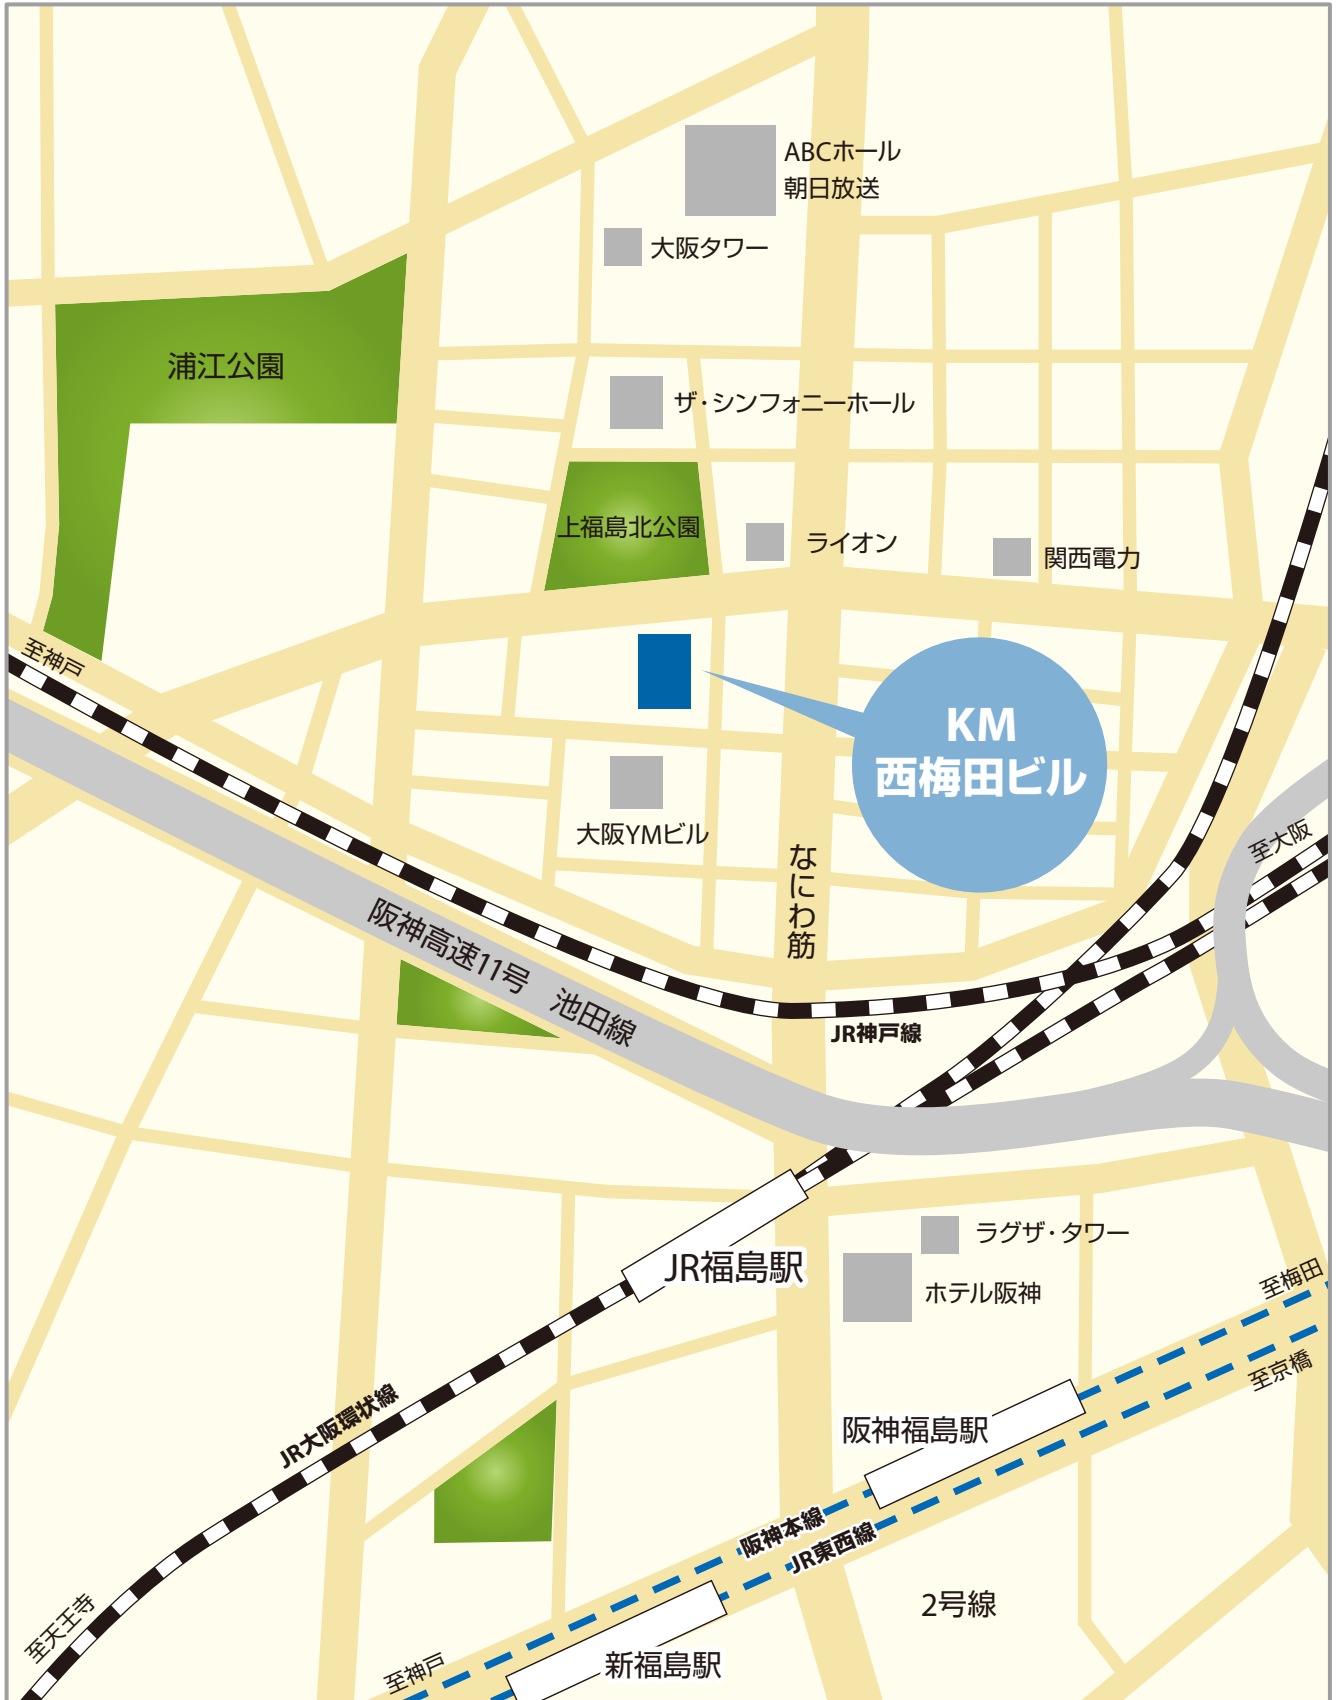 ABCホール
朝日放送
大阪タワー
浦江公園
ザ・シンフォニーホール
上福島北公園
ライオン
関西電力
至神戸
KM
西梅田ビル
大阪YMビル
なにわ筋
至大阪
阪神高速11号　池田線
JR神戸線
ラグザ・タワー
JR福島駅
ホテル阪神
至梅田
至京橋
JR大阪環状線
阪神福島駅
阪神本線
JR東西線
2号線
至天王寺
至神戸
新福島駅